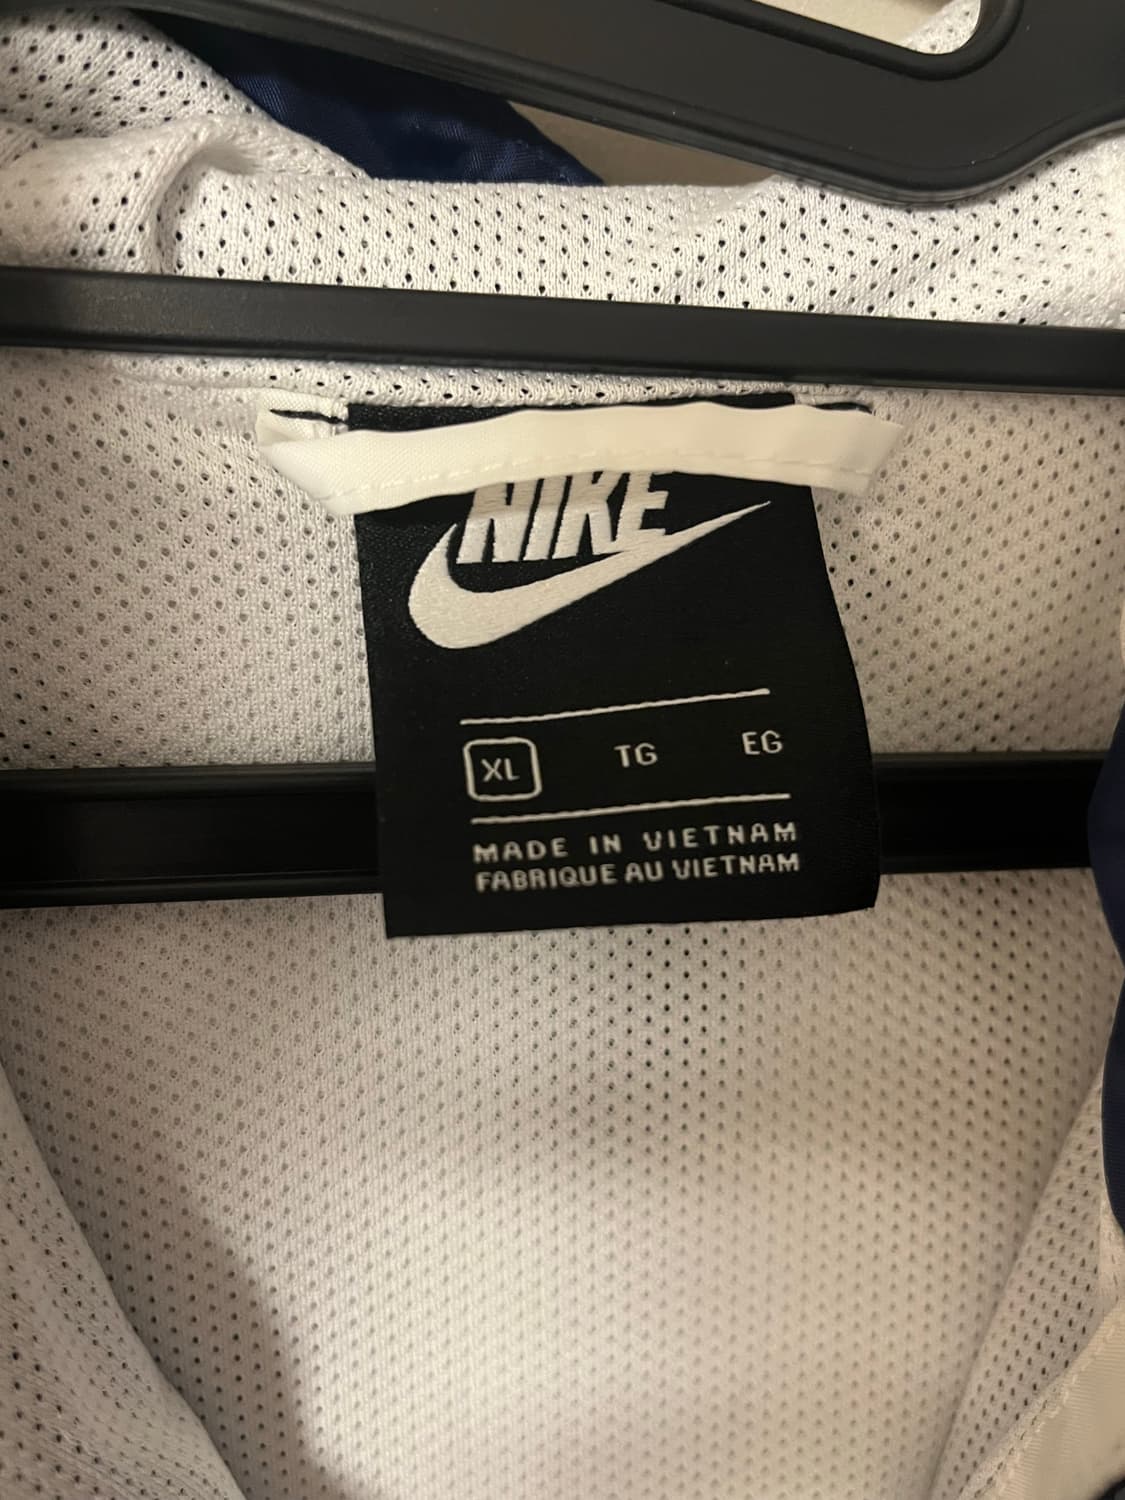 NIKE
XL TG EG
MADE IN VIETNAM
FABRIQUE AU VIETNAM